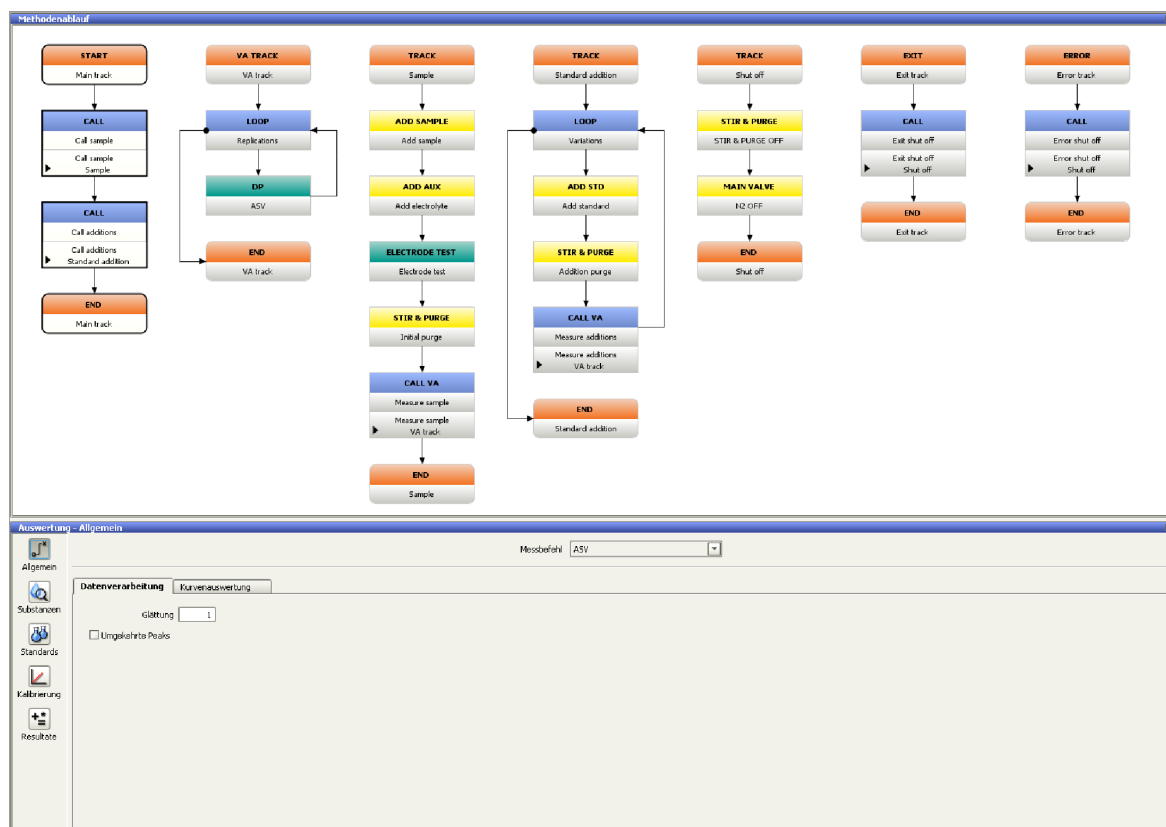 Methodenablauf
START
Main track
CALL
Call sample
Call sample
Sample
CALL
Call additions
Call additions
Standard addition
END
Main track
VA TRACK
VA track
LOOP
Replications
DP
ASV
END
VA track
TRACK
Sample
ADD SAMPLE
Add sample
ADD AUX
Add electrolyte
ELECTRODE TEST
Electrode test
STIR & PURGE
Initial purge
CALL VA
Measure sample
Measure sample
VA track
END
Sample
TRACK
Standard addition
LOOP
Variations
ADD STD
Add standard
STIR & PURGE
Addition purge
CALL VA
Measure additions
Measure additions
VA track
END
Standard addition
TRACK
Shut off
STIR & PURGE
STIR & PURGE OFF
MAIN VALVE
N2 OFF
END
Shut off
EXIT
Exit track
CALL
Exit shut off
Exit shut off
Shut off
END
Exit track
ERROR
Error track
CALL
Error shut off
Error shut off
Shut off
END
Error track
Auswertung - Allgemein
Allgemein
Substanzen
Standards
Kalibrierung
Resultate
Messbefehl ASV
Datenverarbeitung Kurvenauswertung
Glättung 1
Umgekehrte Peaks